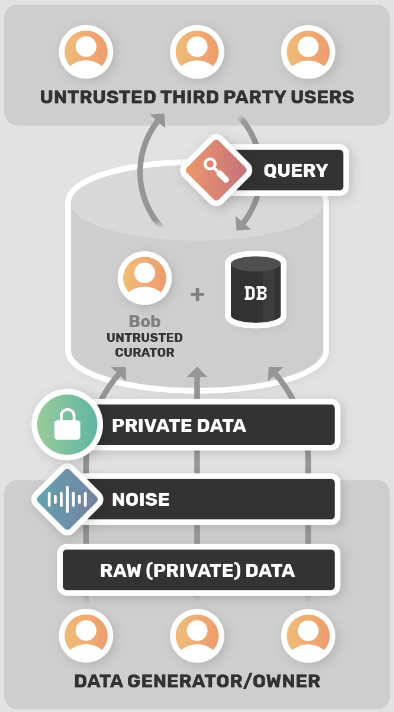 UNTRUSTED THIRD PARTY USERS
QUERY
DB
Bob
UNTRUSTED
CURATOR
PRIVATE DATA
NOISE
RAW (PRIVATE) DATA
DATA GENERATOR/OWNER